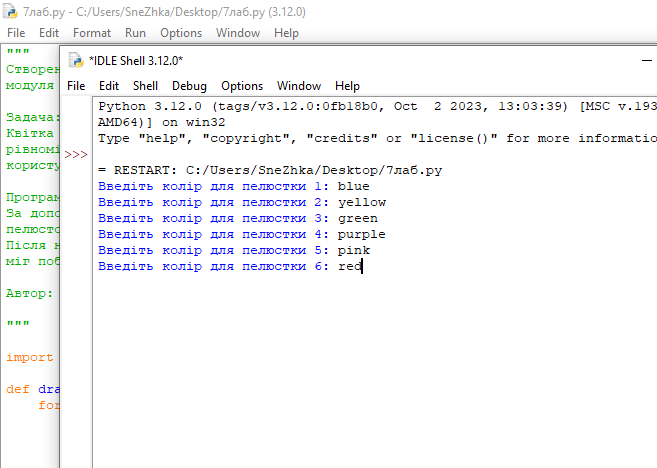 7лаб.py - C:/Users/SneZhka/Desktop/7лаб.py (3.12.0)
File Edit Format Run Options Window Help
"""
Створен
модуля
Задача:
Квітка
рівномі
користу
Програм
За допо
пелюсто
Після н
міг поб
Автор:
"""
import
def dra
for
*IDLE Shell 3.12.0*
File Edit Shell Debug Options Window Help
Python 3.12.0 (tags/v3.12.0:0fb18b0, Oct 2 2023, 13:03:39) [MSC v.193
AMD64)] on win32
Type "help", "copyright", "credits" or "license()" for more informatio
>>>
= RESTART: C:/Users/SneZhka/Desktop/7лаб.py
Введіть колір для пелюстки 1: blue
Введіть колір для пелюстки 2: yellow
Введіть колір для пелюстки 3: green
Введіть колір для пелюстки 4: purple
Введіть колір для пелюстки 5: pink
Введіть колір для пелюстки 6: red